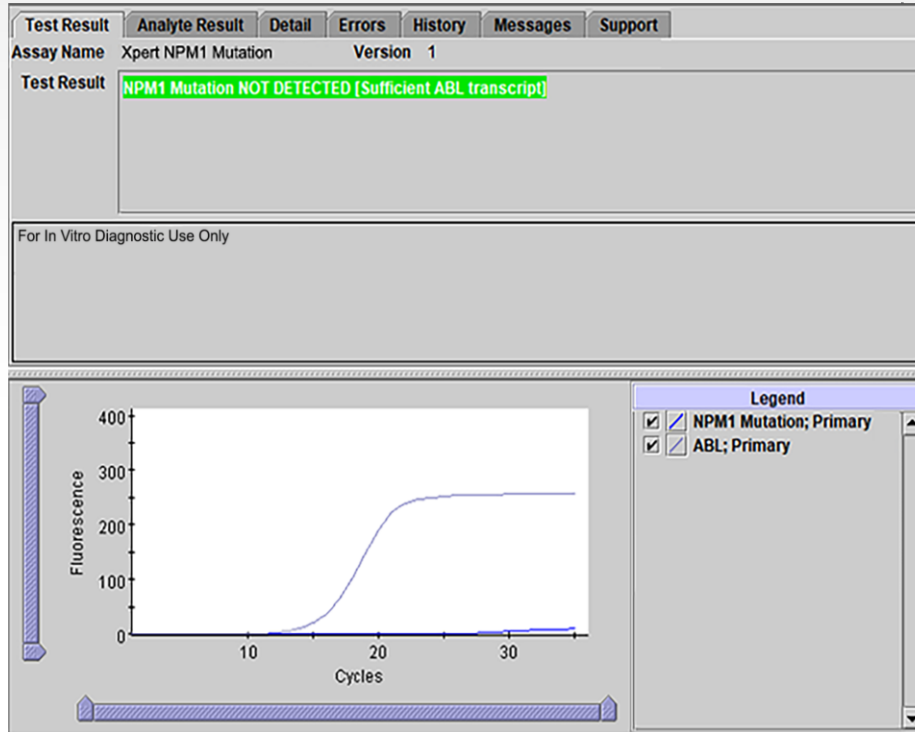 Test Result Analyte Result Detail Errors History Messages Support
Assay Name Xpert NPM1 Mutation Version 1
Test Result NPM1 Mutation NOT DETECTED [Sufficient ABL transcript]
For In Vitro Diagnostic Use Only
400
300
200
100
0
Fluorescence
10 20 30
Cycles
Legend
NPM1 Mutation; Primary
ABL; Primary